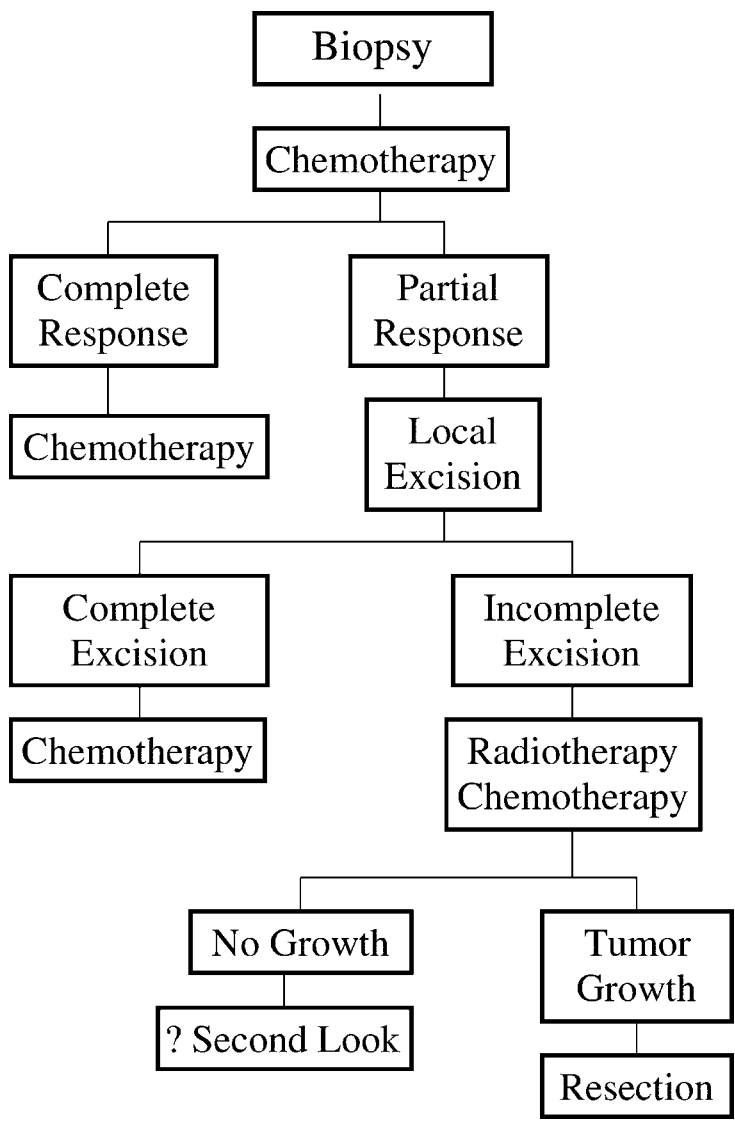 Biopsy
Chemotherapy
Complete
Response
Partial
Response
Chemotherapy
Local
Excision
Complete
Excision
Incomplete
Excision
Chemotherapy
Radiotherapy
Chemotherapy
No Growth
Tumor
Growth
? Second Look
Resection